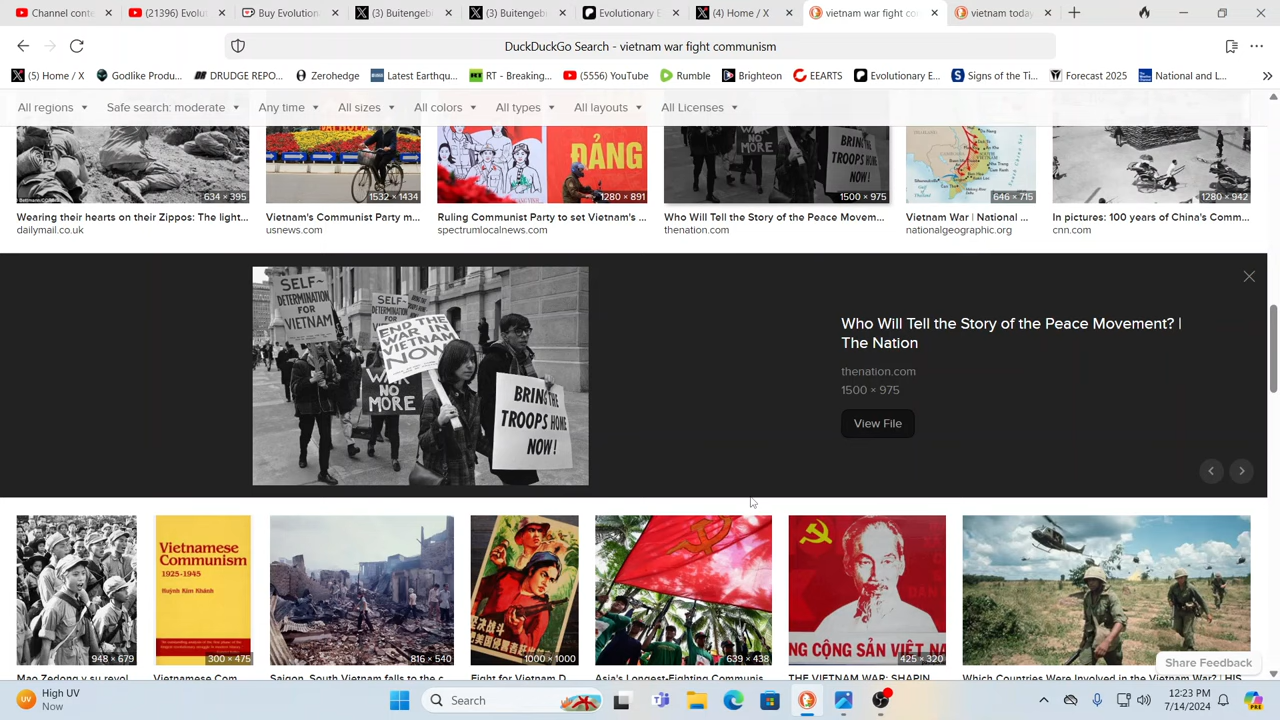 Channel conte
(21396) Evolut
Buy Evolution
(3) Buitengeb
(3) Buitengeb
Evolutionary E
(4) Home / X
vietnam war fight co
vietnam today
DuckDuckGo Search - vietnam war fight communism
(5) Home / X
Godlike Produ...
DRUDGE REPO...
Zerohedge
Latest Earthqu...
RT - Breaking...
(5556) YouTube
Rumble
Brighteon
EEARTS
Evolutionary E...
Signs of the Ti...
Forecast 2025
National and L...
All regions
Safe search: moderate
Any time
All sizes
All colors
All types
All layouts
All Licenses
WAR
NO
MORE
BRING THE
TROOPS HOME
NOW!
ĐẢNG
634 × 395
1532 × 1434
1280 × 891
1500 × 975
646 × 715
1280 × 942
Wearing their hearts on their Zippos: The light...
dailymail.co.uk
Vietnam's Communist Party m...
usnews.com
Ruling Communist Party to set Vietnam's ...
spectrumlocalnews.com
Who Will Tell the Story of the Peace Movem...
thenation.com
Vietnam War | National ...
nationalgeographic.org
In pictures: 100 years of China's Comm...
cnn.com
SELF-
DETERMINATION
FOR
VIETNAM
SELF-
DETERMINATION
FOR
END THE
WAR IN
VIETNAM
NOW
WAR
NO
MORE
BRING THE
TROOPS HOME
NOW!
Who Will Tell the Story of the Peace Movement? |
The Nation
thenation.com
1500 × 975
View File
Vietnamese
Communism
1925-1945
Huỳnh Kim Khánh
NG CỘNG SẢN VIỆT NA
948 × 679
300 × 475
816 × 540
1000 × 1000
639 × 438
425 × 320
Mao Zedong y su revol
Vietnamese Com
Saigon, South Vietnam falls to the c
Fight for Vietnam D
Asia's Longest-Fighting Communis
THE VIETNAM WAR: SHAPIN
Which Countries Were Involved in the Vietnam War? | HIS
Share Feedback
UV
High UV
Now
Search
12:23 PM
7/14/2024
PRE